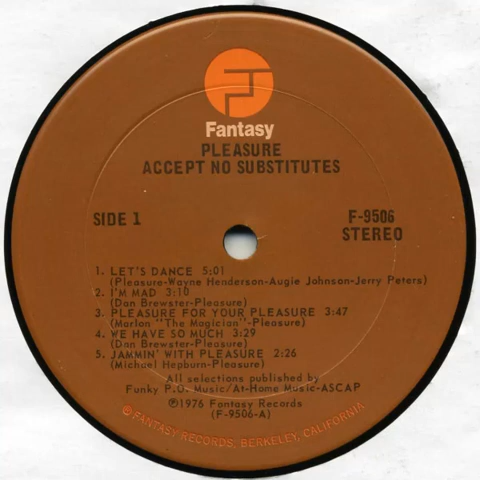 Fantasy
PLEASURE
ACCEPT NO SUBSTITUTES
SIDE 1
F-9506
STEREO
1. LET'S DANCE 5:01
(Pleasure-Wayne Henderson-Augie Johnson-Jerry Peters)
2. I'M MAD 3:10
(Dan Brewster-Pleasure)
3. PLEASURE FOR YOUR PLEASURE 3:47
(Marlon "The Magician"-Pleasure)
4. WE HAVE SO MUCH 3:29
(Dan Brewster-Pleasure)
5. JAMMIN' WITH PLEASURE 2:26
(Michael Hepburn-Pleasure)
All selections published by
Funky P.O. Music/At-Home Music-ASCAP
℗1976 Fantasy Records
(F-9506-A)
® FANTASY RECORDS, BERKELEY, CALIFORNIA